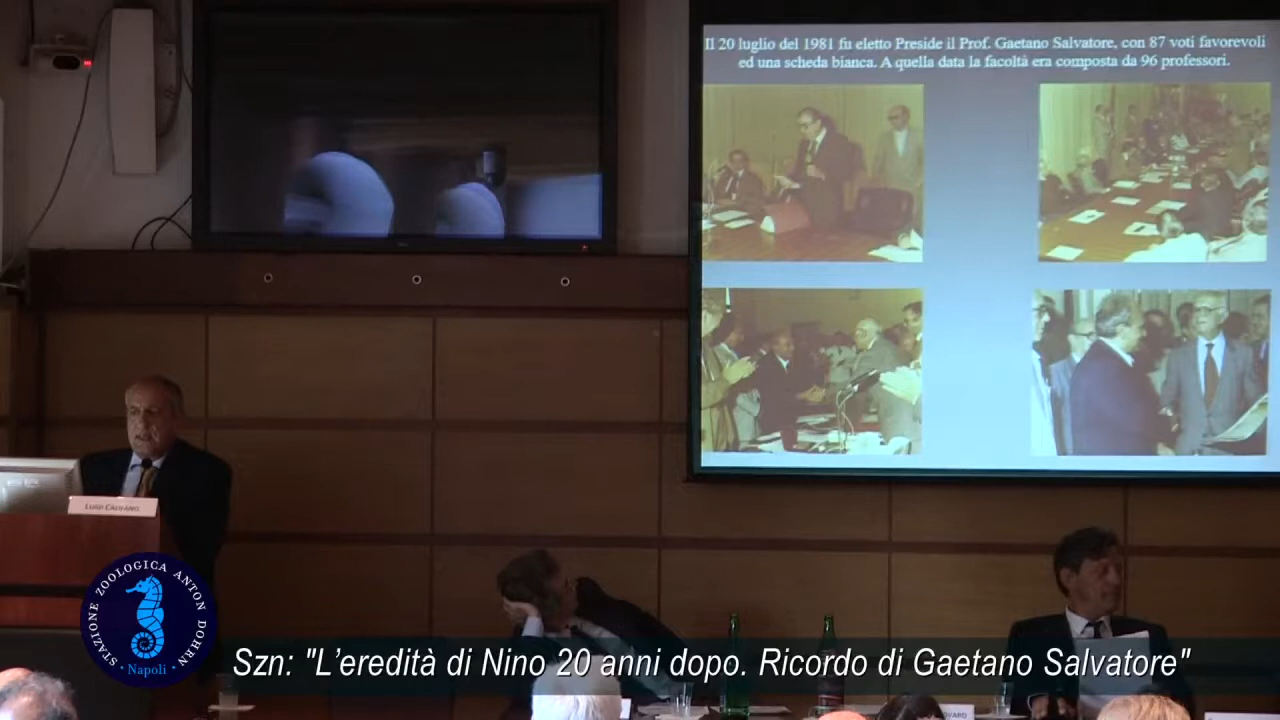 Il 20 luglio del 1981 fu eletto Preside il Prof. Gaetano Salvatore, con 87 voti favorevoli
ed una scheda bianca. A quella data la facoltà era composta da 96 professori.
STAZIONE ZOOLOGICA ANTON DOHRN
• Napoli •
Szn: "L'eredità di Nino 20 anni dopo. Ricordo di Gaetano Salvatore"